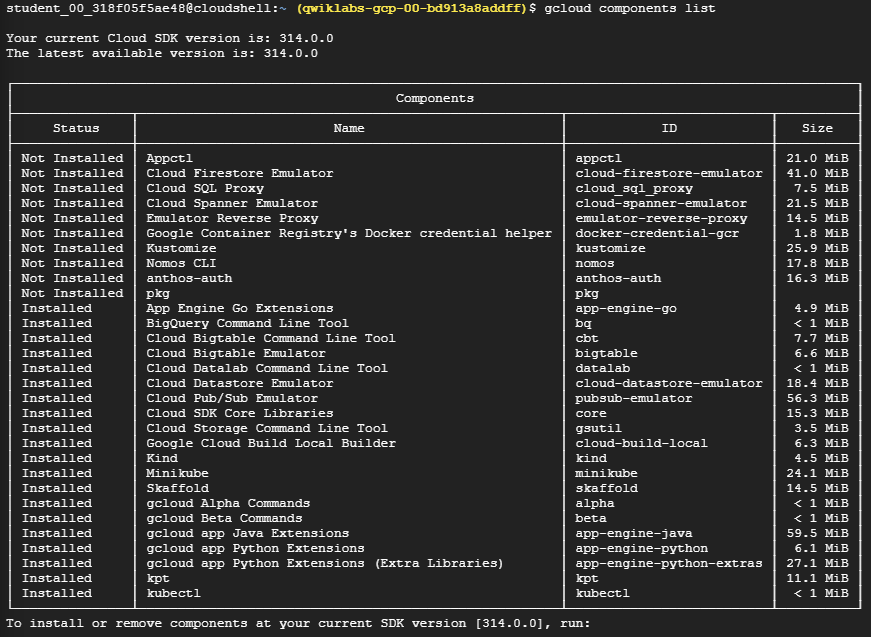 student_00_318f05f5ae48@cloudshell:~ (qwiklabs-gcp-00-bd913a8addff)$ gcloud components list
Your current Cloud SDK version is: 314.0.0
The latest available version is: 314.0.0
Components
Status Name ID Size
Not Installed Appctl appctl 21.0 MiB
Not Installed Cloud Firestore Emulator cloud-firestore-emulator 41.0 MiB
Not Installed Cloud SQL Proxy cloud_sql_proxy 7.5 MiB
Not Installed Cloud Spanner Emulator cloud-spanner-emulator 21.5 MiB
Not Installed Emulator Reverse Proxy emulator-reverse-proxy 14.5 MiB
Not Installed Google Container Registry's Docker credential helper docker-credential-gcr 1.8 MiB
Not Installed Kustomize kustomize 25.9 MiB
Not Installed Nomos CLI nomos 17.8 MiB
Not Installed anthos-auth anthos-auth 16.3 MiB
Not Installed pkg pkg
Installed App Engine Go Extensions app-engine-go 4.9 MiB
Installed BigQuery Command Line Tool bq < 1 MiB
Installed Cloud Bigtable Command Line Tool cbt 7.7 MiB
Installed Cloud Bigtable Emulator bigtable 6.6 MiB
Installed Cloud Datalab Command Line Tool datalab < 1 MiB
Installed Cloud Datastore Emulator cloud-datastore-emulator 18.4 MiB
Installed Cloud Pub/Sub Emulator pubsub-emulator 56.3 MiB
Installed Cloud SDK Core Libraries core 15.3 MiB
Installed Cloud Storage Command Line Tool gsutil 3.5 MiB
Installed Google Cloud Build Local Builder cloud-build-local 6.3 MiB
Installed Kind kind 4.5 MiB
Installed Minikube minikube 24.1 MiB
Installed Skaffold skaffold 14.5 MiB
Installed gcloud Alpha Commands alpha < 1 MiB
Installed gcloud Beta Commands beta < 1 MiB
Installed gcloud app Java Extensions app-engine-java 59.5 MiB
Installed gcloud app Python Extensions app-engine-python 6.1 MiB
Installed gcloud app Python Extensions (Extra Libraries) app-engine-python-extras 27.1 MiB
Installed kpt kpt 11.1 MiB
Installed kubectl kubectl < 1 MiB
To install or remove components at your current SDK version [314.0.0], run: